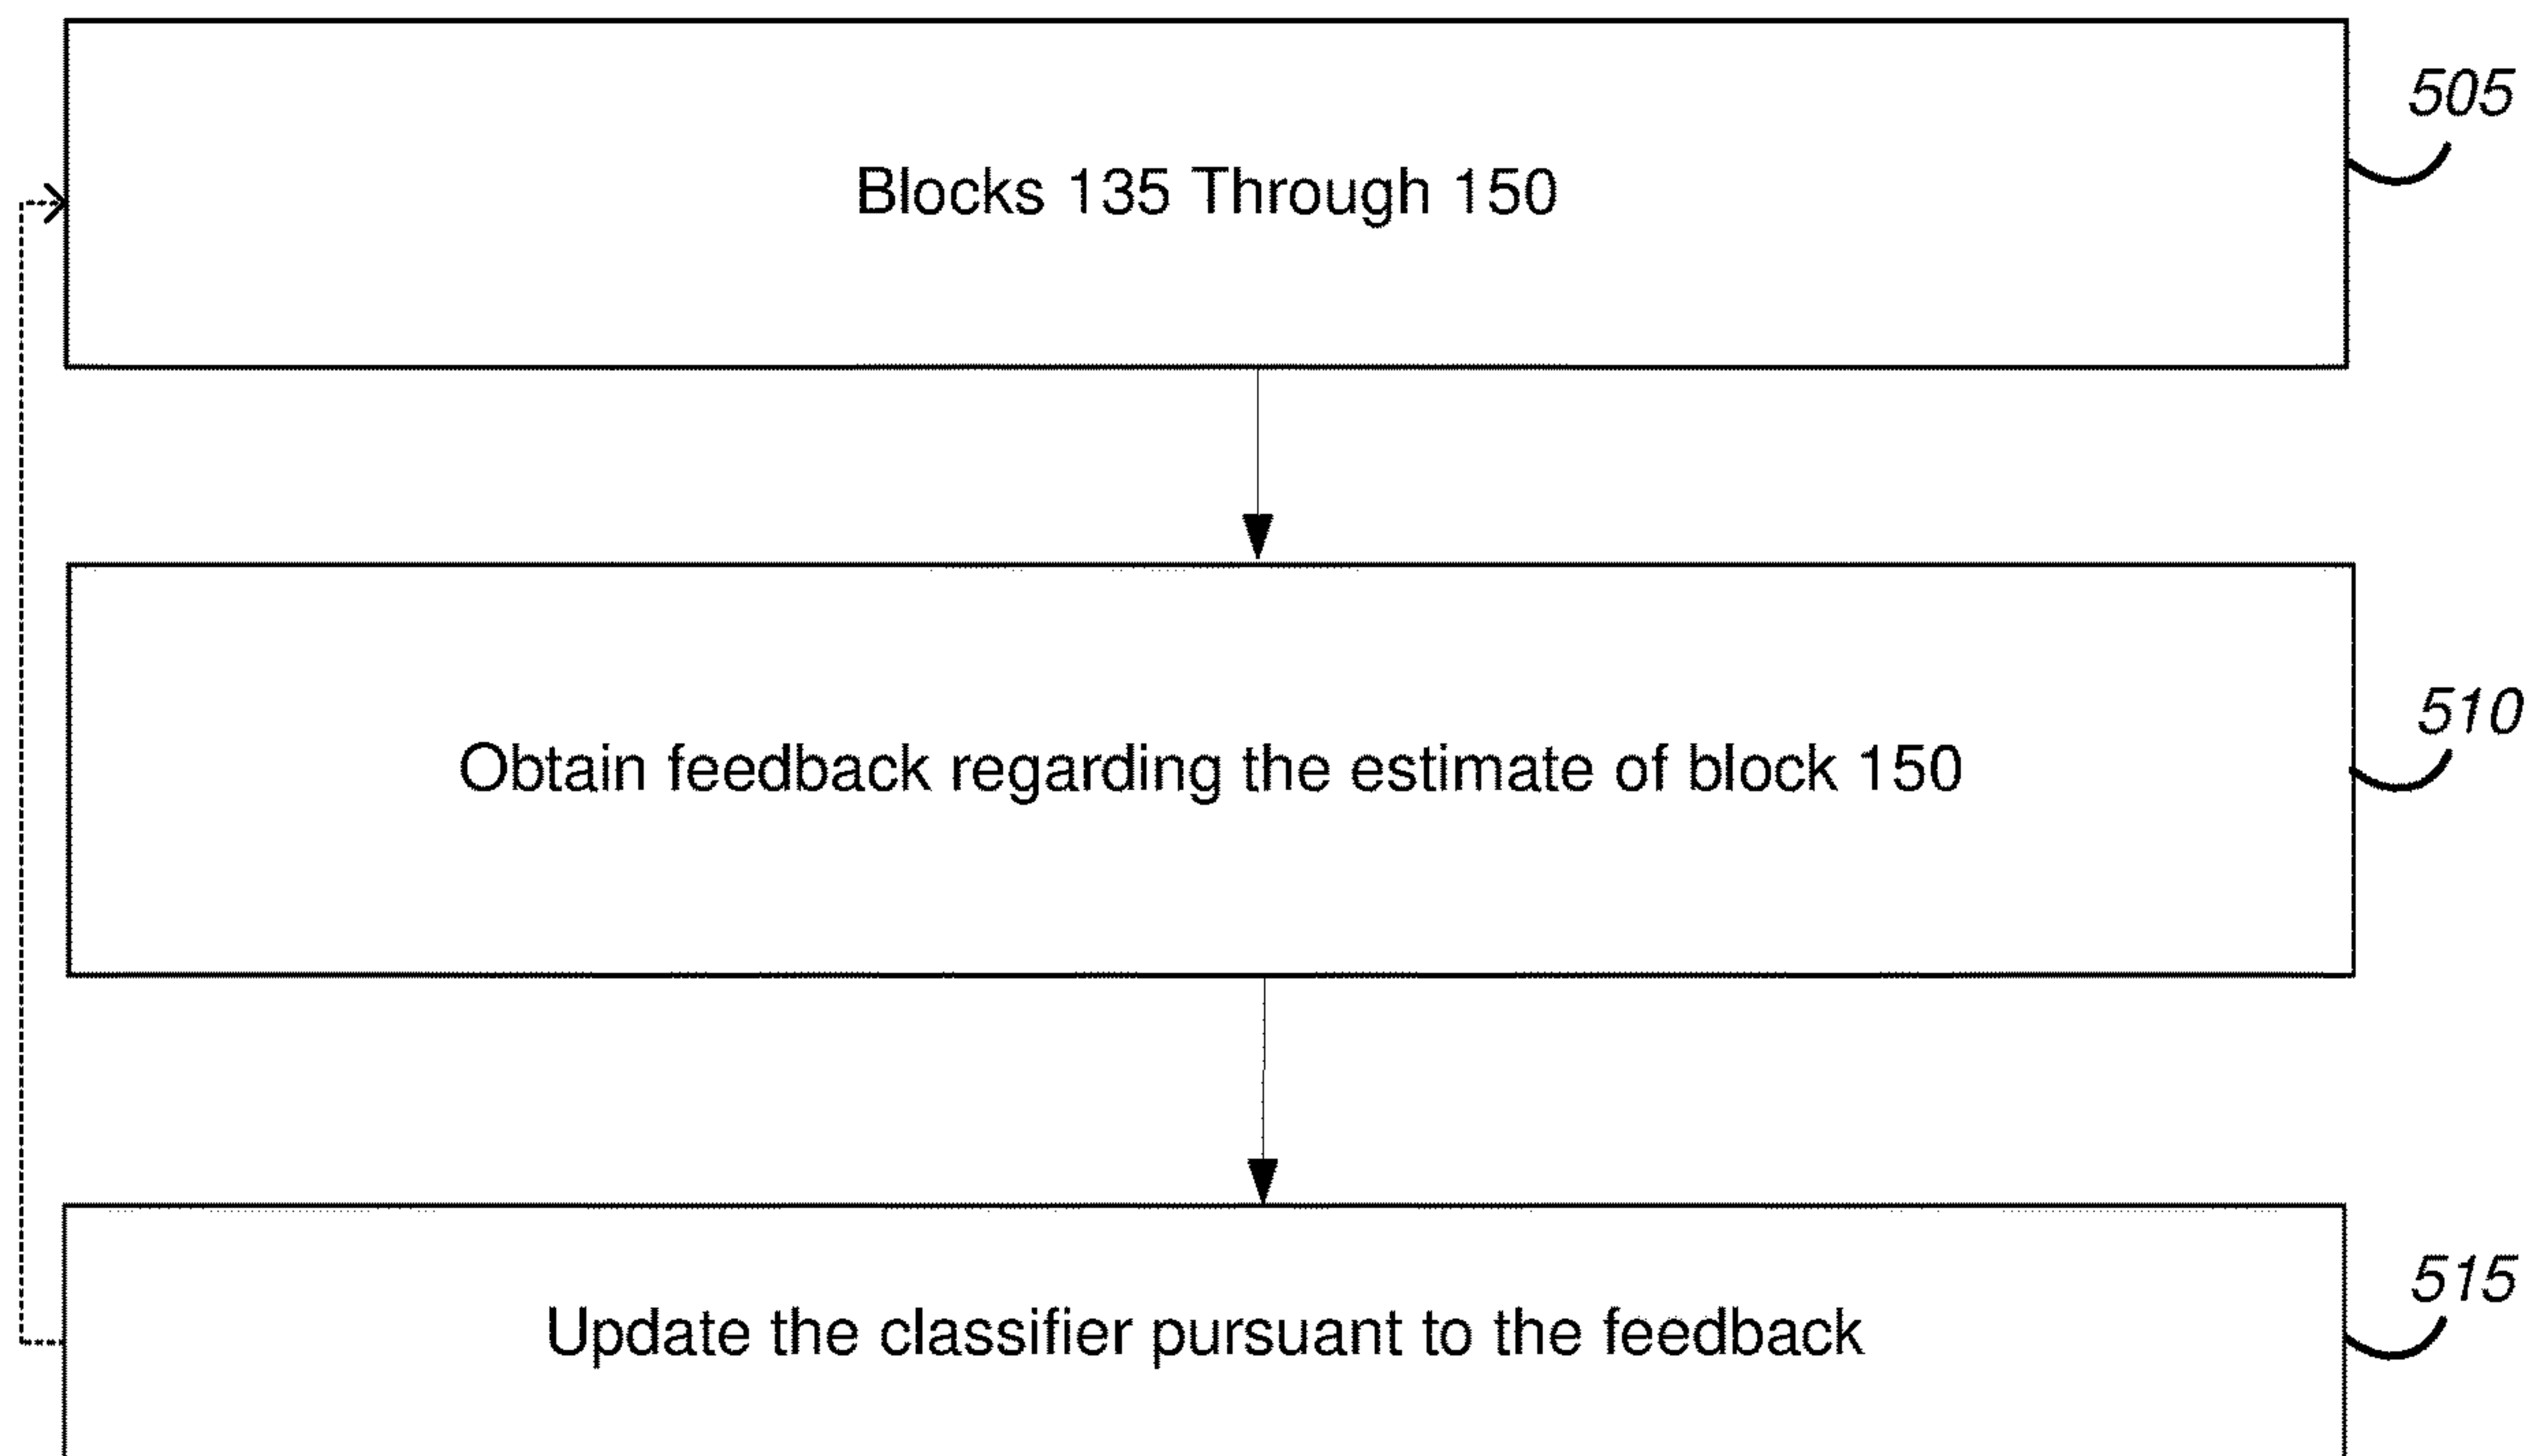 505
Blocks 135 Through 150
510
Obtain feedback regarding the estimate of block 150
515
Update the classifier pursuant to the feedback